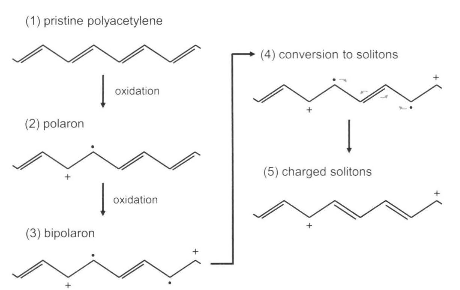 (1) pristine polyacetylene
oxidation
(2) polaron
•
+
oxidation
(3) bipolaron
•
+
+
•
(4) conversion to solitons
•
+
+
•
(5) charged solitons
+
+